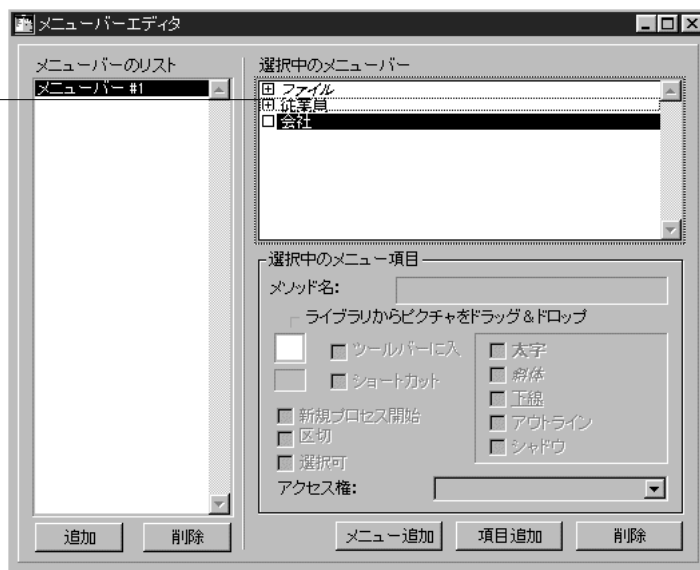 メニューバーエディタ
メニューバーのリスト
メニューバー #1
追加
削除
選択中のメニューバー
ファイル
従業員
会社
選択中のメニュー項目
メソッド名:
ライブラリからピクチャをドラッグ&ドロップ
ツールバーに入
ショートカット
新規プロセス開始
区切
選択可
太字
斜体
下線
アウトライン
シャドウ
アクセス権:
メニュー追加
項目追加
削除